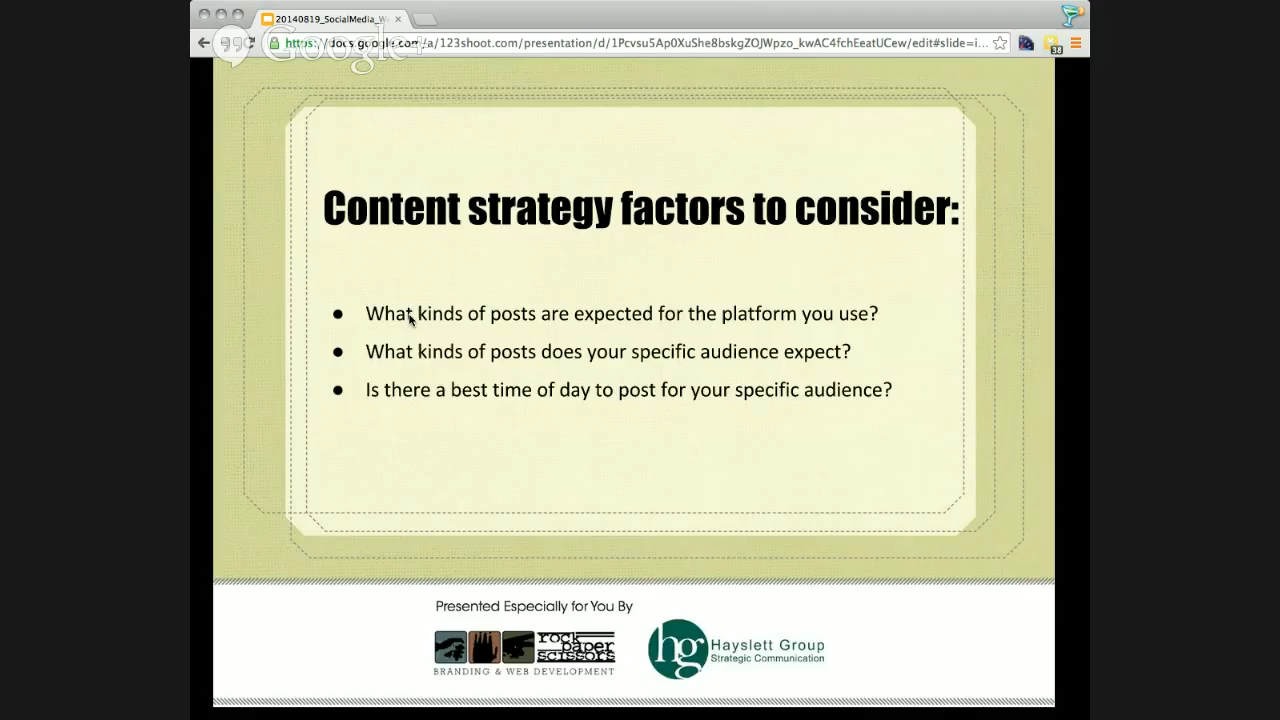 20140819_SocialMedia_W
Google+
https://docs.google.com/a/123shoot.com/presentation/d/1Pcvsu5Ap0XuShe8bskgZOJWpzo_kwAC4fchEeatUCew/edit#slide=i...
38
Content strategy factors to consider:
● What kinds of posts are expected for the platform you use?
● What kinds of posts does your specific audience expect?
● Is there a best time of day to post for your specific audience?
Presented Especially for You By
rock
paper
scissors
BRANDING & WEB DEVELOPMENT
hg
Hayslett Group
Strategic Communication